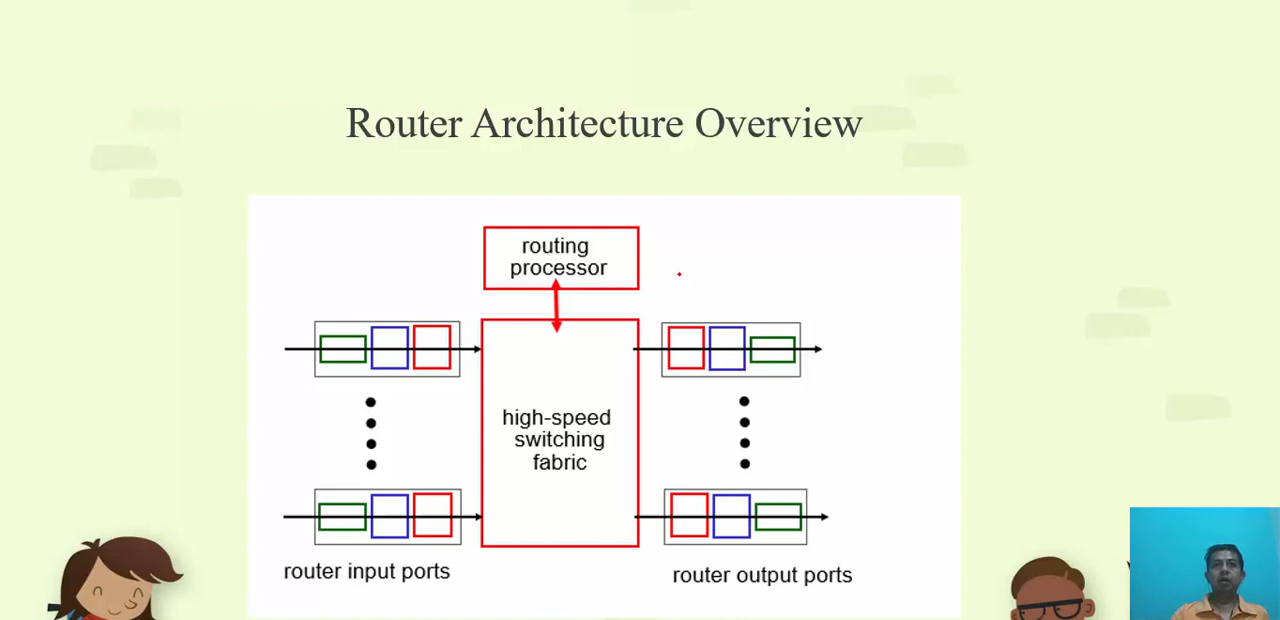 Router Architecture Overview
routing
processor
high-speed
switching
fabric
router input ports
router output ports